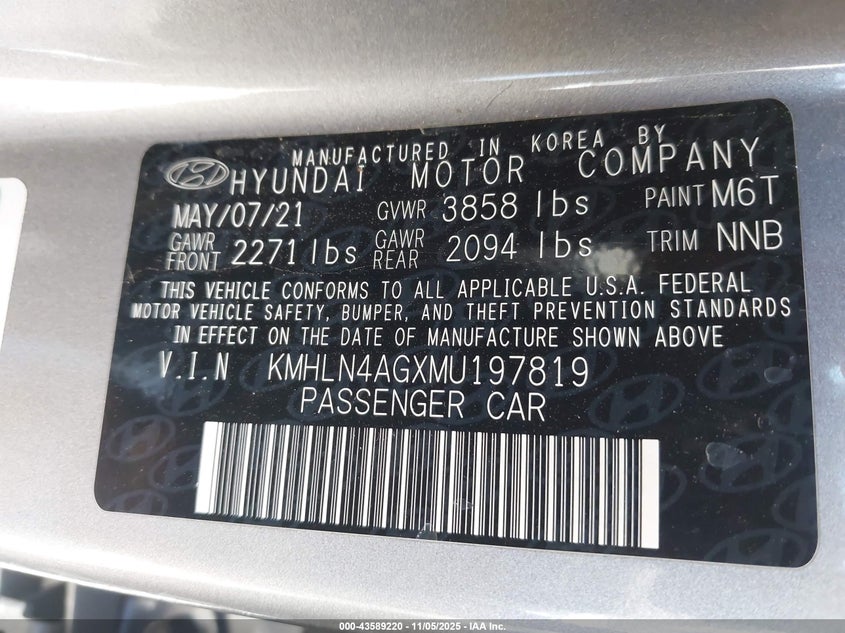 MANUFACTURED IN KOREA BY
HYUNDAI MOTOR COMPANY
MAY/07/21 GVWR 3858 lbs PAINT M6T
GAWR FRONT 2271 lbs GAWR REAR 2094 lbs TRIM NNB
THIS VEHICLE CONFORMS TO ALL APPLICABLE U.S.A. FEDERAL
MOTOR VEHICLE SAFETY, BUMPER, AND THEFT PREVENTION STANDARDS
IN EFFECT ON THE DATE OF MANUFACTURE SHOWN ABOVE
V.I.N KMHLN4AGXMU197819
PASSENGER CAR
000-43589220 - 11/05/2025 - IAA Inc.